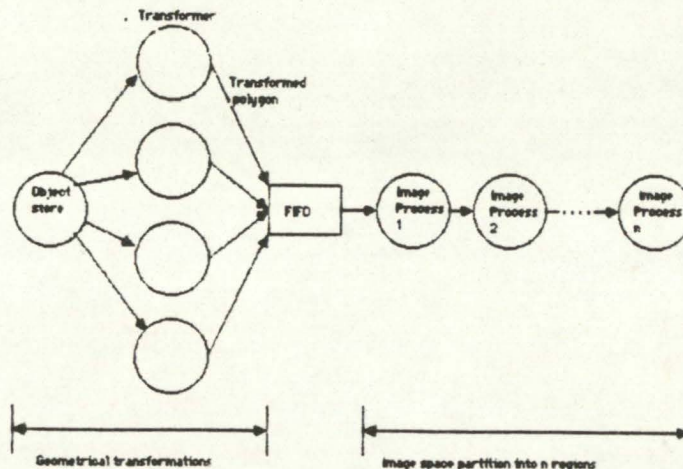 Transformer
Transformed
polygon
Object
store
FIFO
Image
Process
1
Image
Process
2
Image
Process
n
Geometrical transformations
Image space partition into n regions